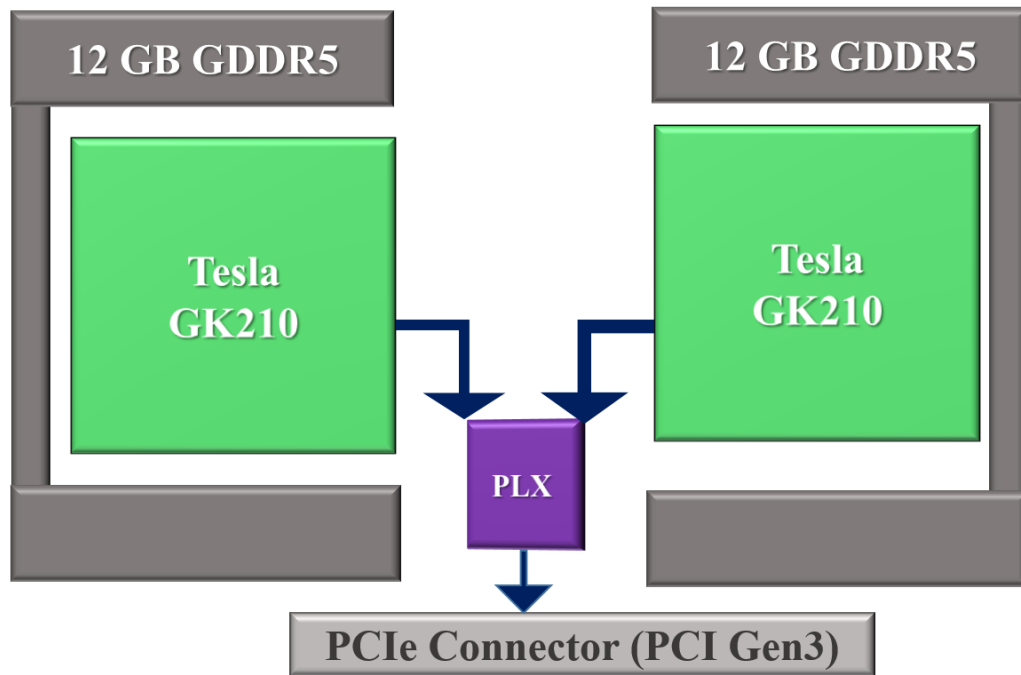 12 GB GDDR5
12 GB GDDR5
Tesla
GK210
Tesla
GK210
PLX
PCIe Connector (PCI Gen3)